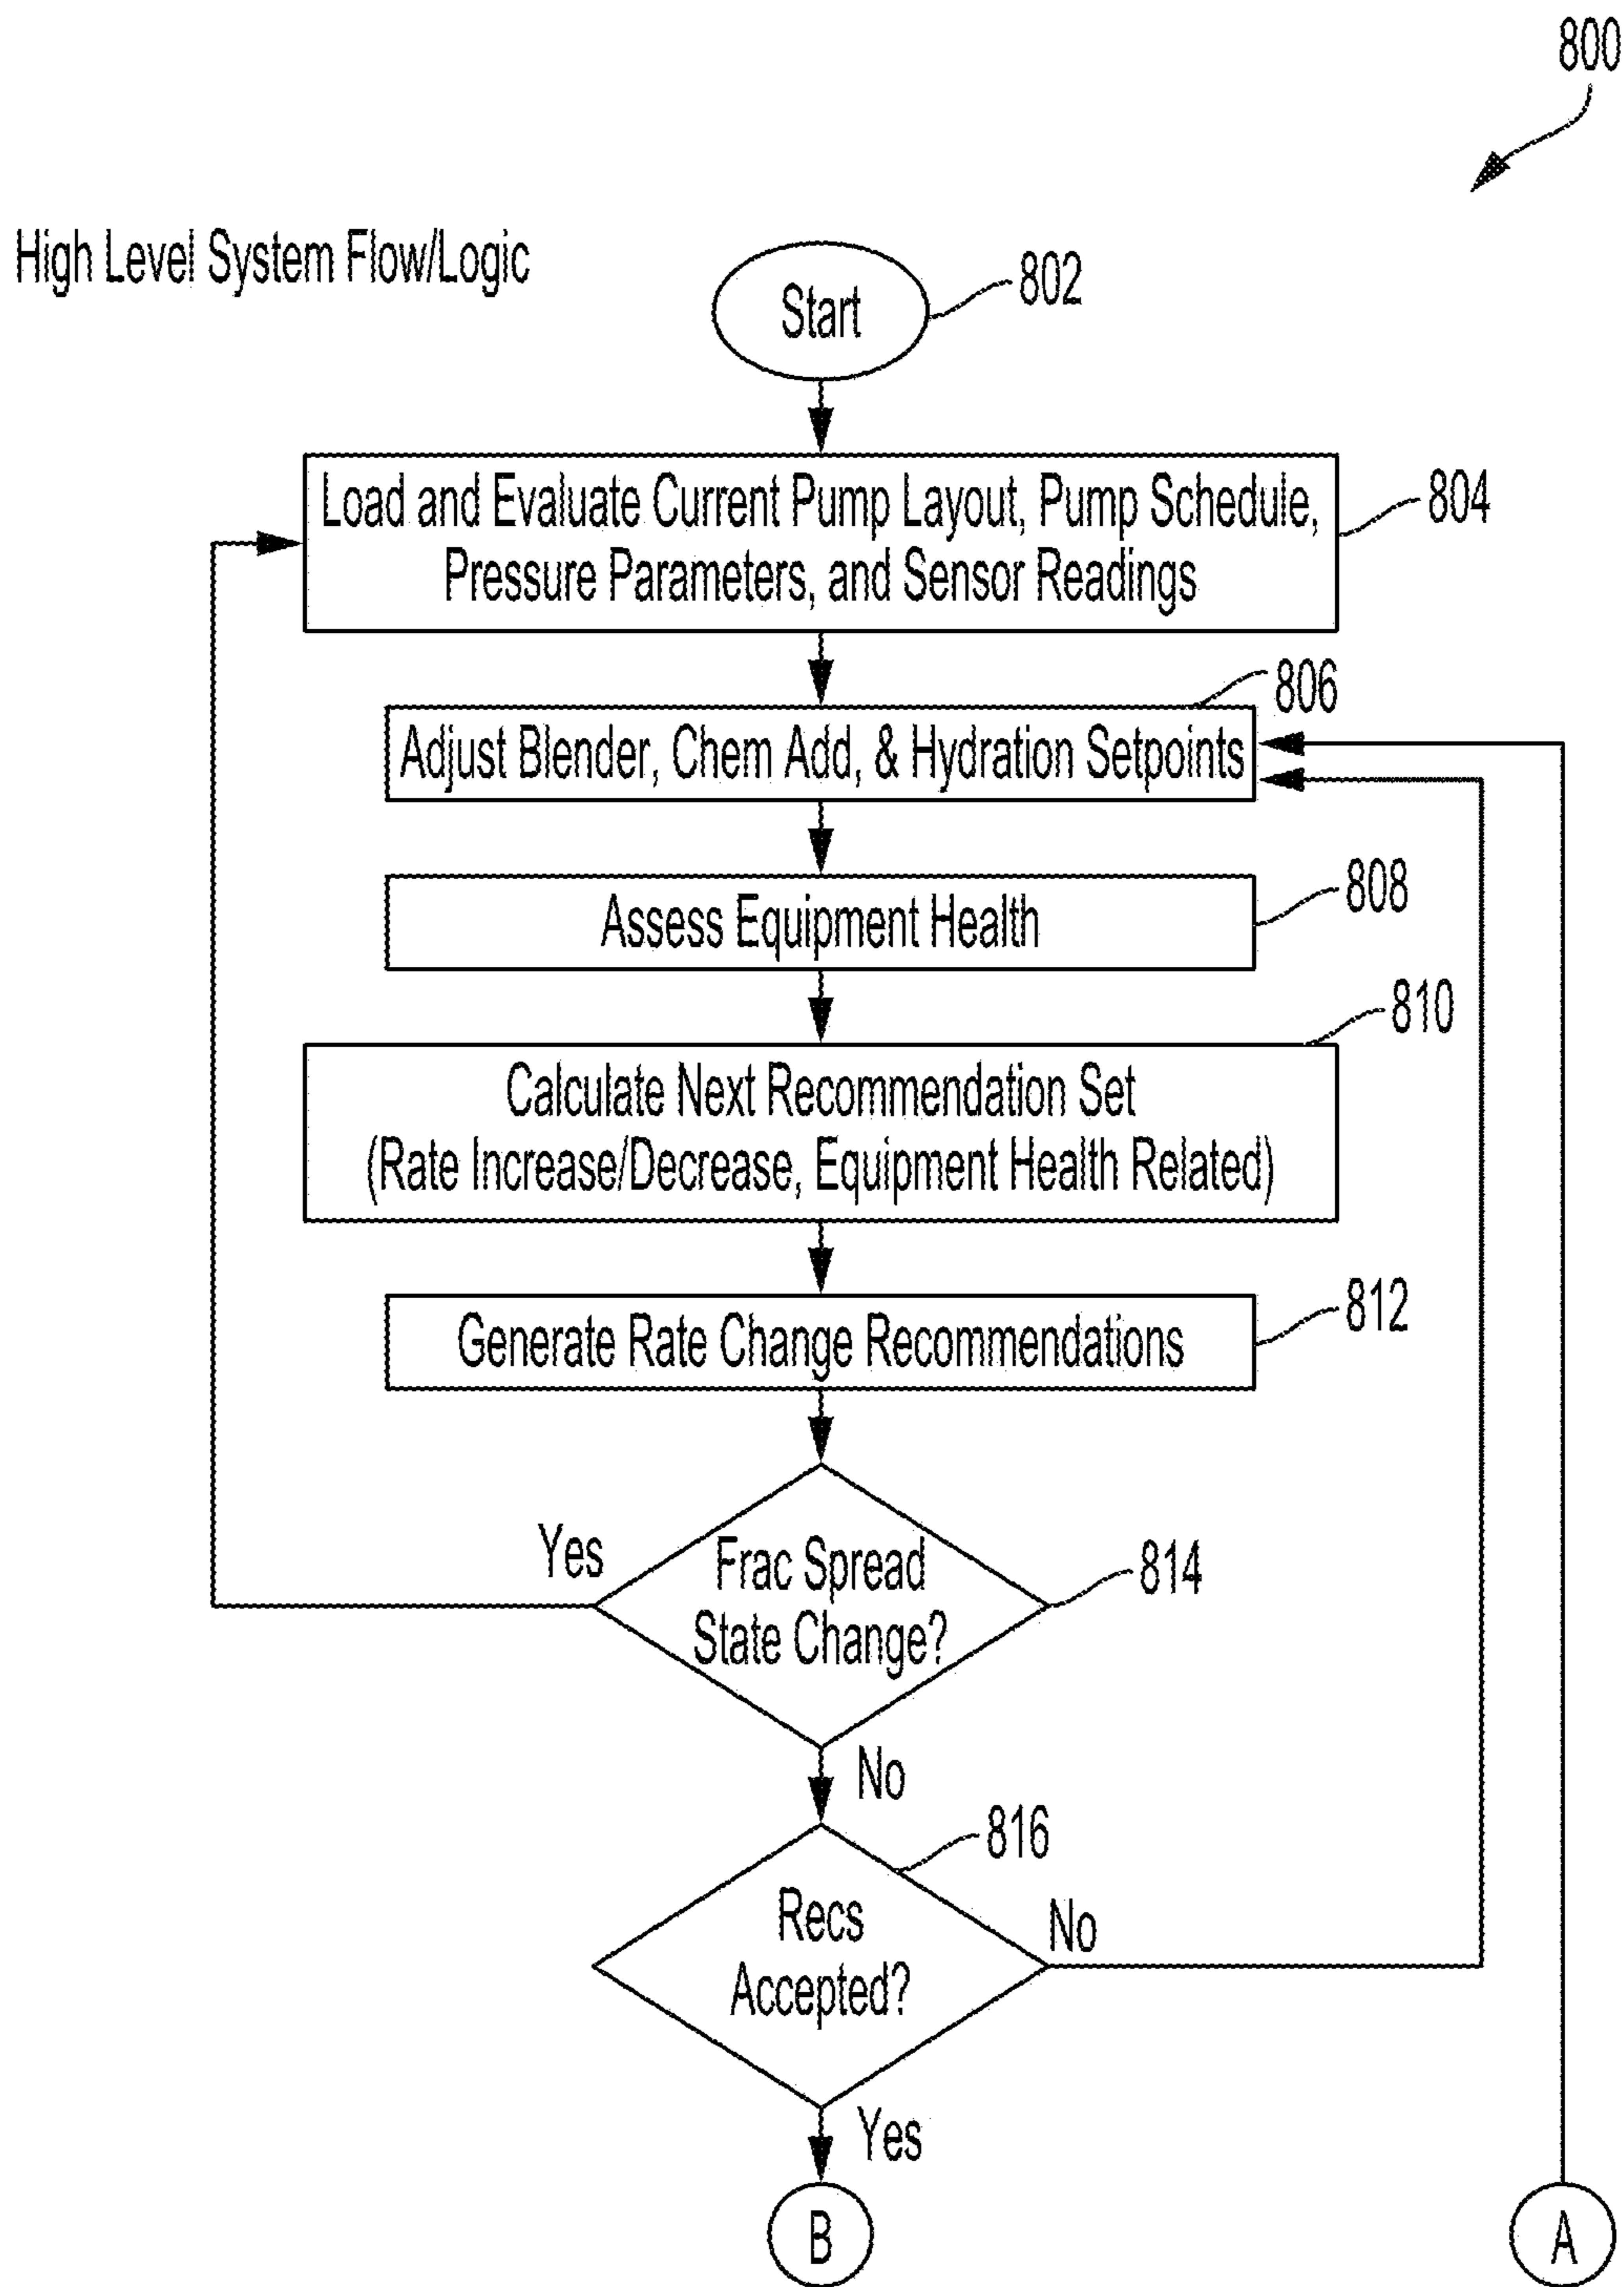 800
High Level System Flow/Logic
Start
802
Load and Evaluate Current Pump Layout, Pump Schedule,
Pressure Parameters, and Sensor Readings
804
806
Adjust Blender, Chem Add, & Hydration Setpoints
Assess Equipment Health
808
810
Calculate Next Recommendation Set
(Rate Increase/Decrease, Equipment Health Related)
Generate Rate Change Recommendations
812
Yes
Frac Spread
State Change?
814
No
816
Recs
Accepted?
No
Yes
B
A